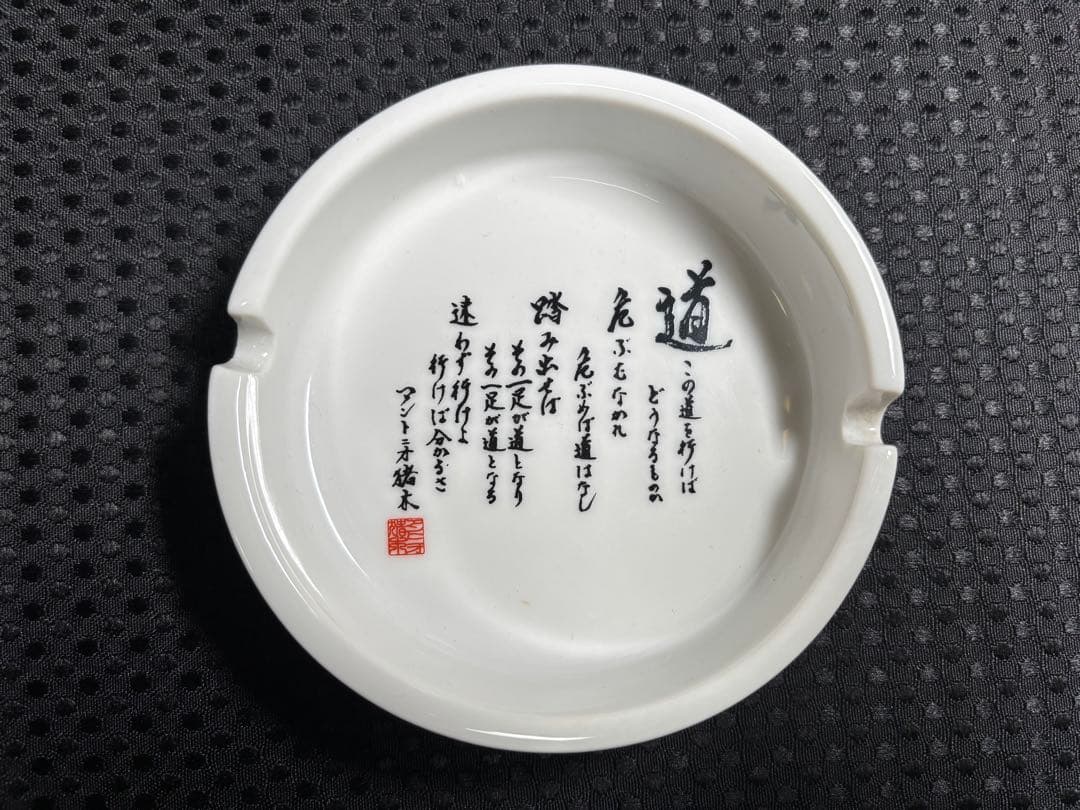 道
この道を行けば
どうなるものか
危ぶむなかれ
危ぶめば道はなし
踏み出せば
その一足が道となり
その一足が道となる
迷わず行けよ
行けば分かるさ
アントニオ猪木